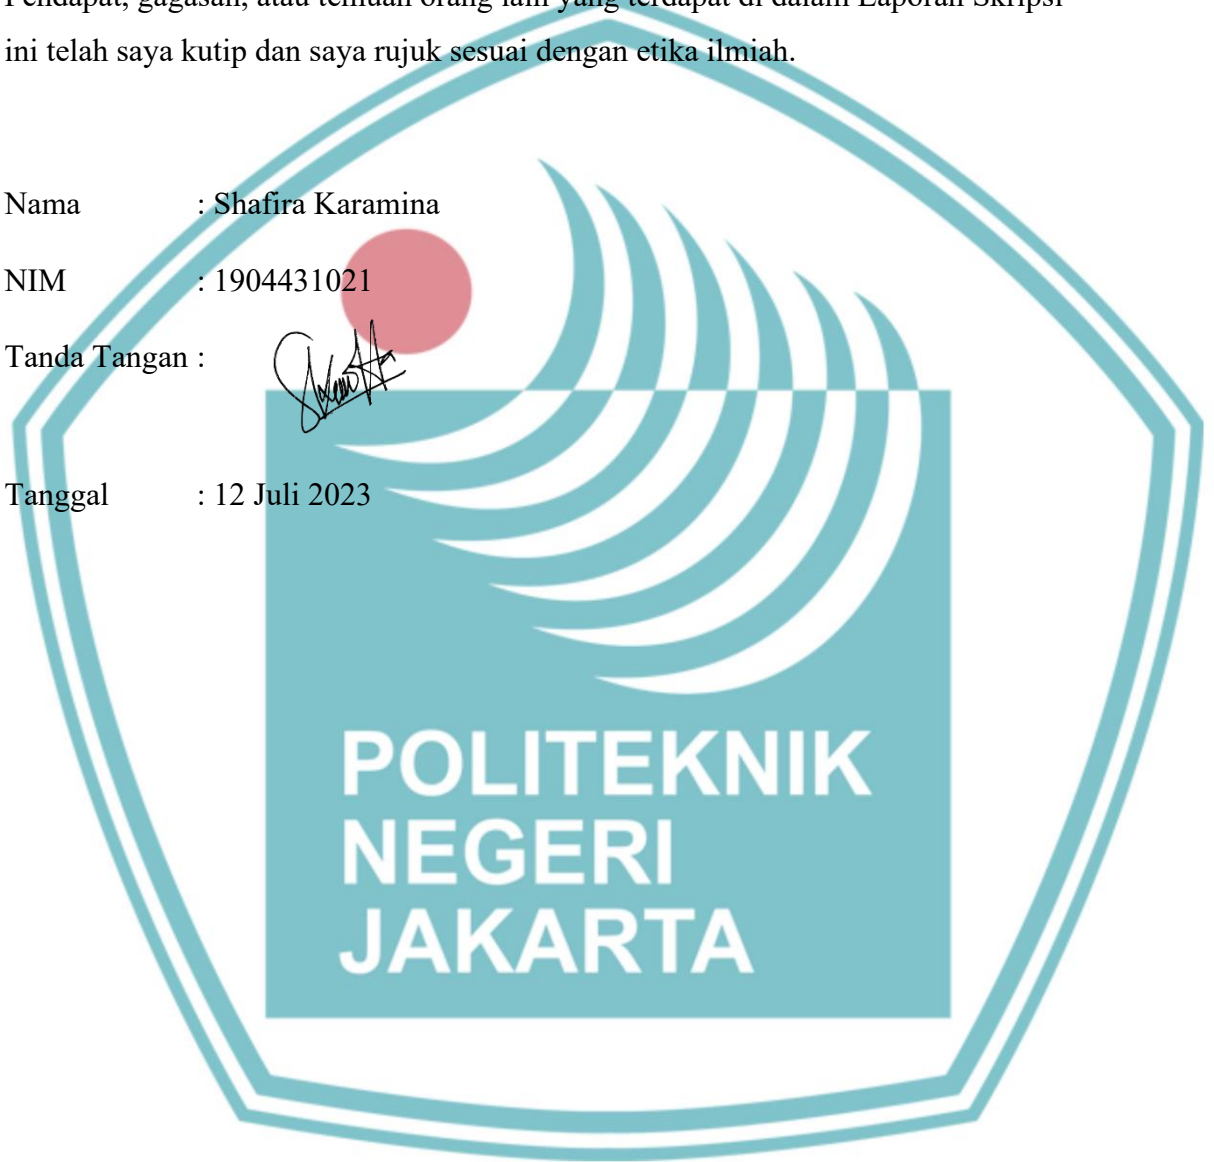 Pendapat, gagasan, atau temuan orang lain yang terdapat di dalam Laporan Skripsi
ini telah saya kutip dan saya rujuk sesuai dengan etika ilmiah.
Nama : Shafira Karamina
NIM : 1904431021
Tanda Tangan :
Tanggal : 12 Juli 2023
POLITEKNIK
NEGERI
JAKARTA